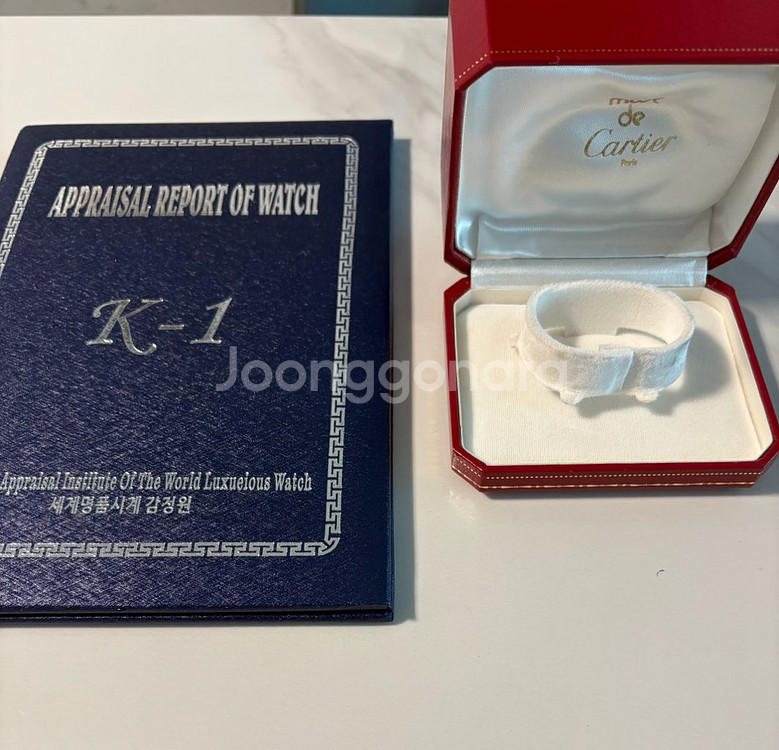 APPRAISAL REPORT OF WATCH
K-1
Appraisal Institute Of The World Luxueious Watch
세계명품시계 감정원
must
de
Cartier
Paris
Joonggonara